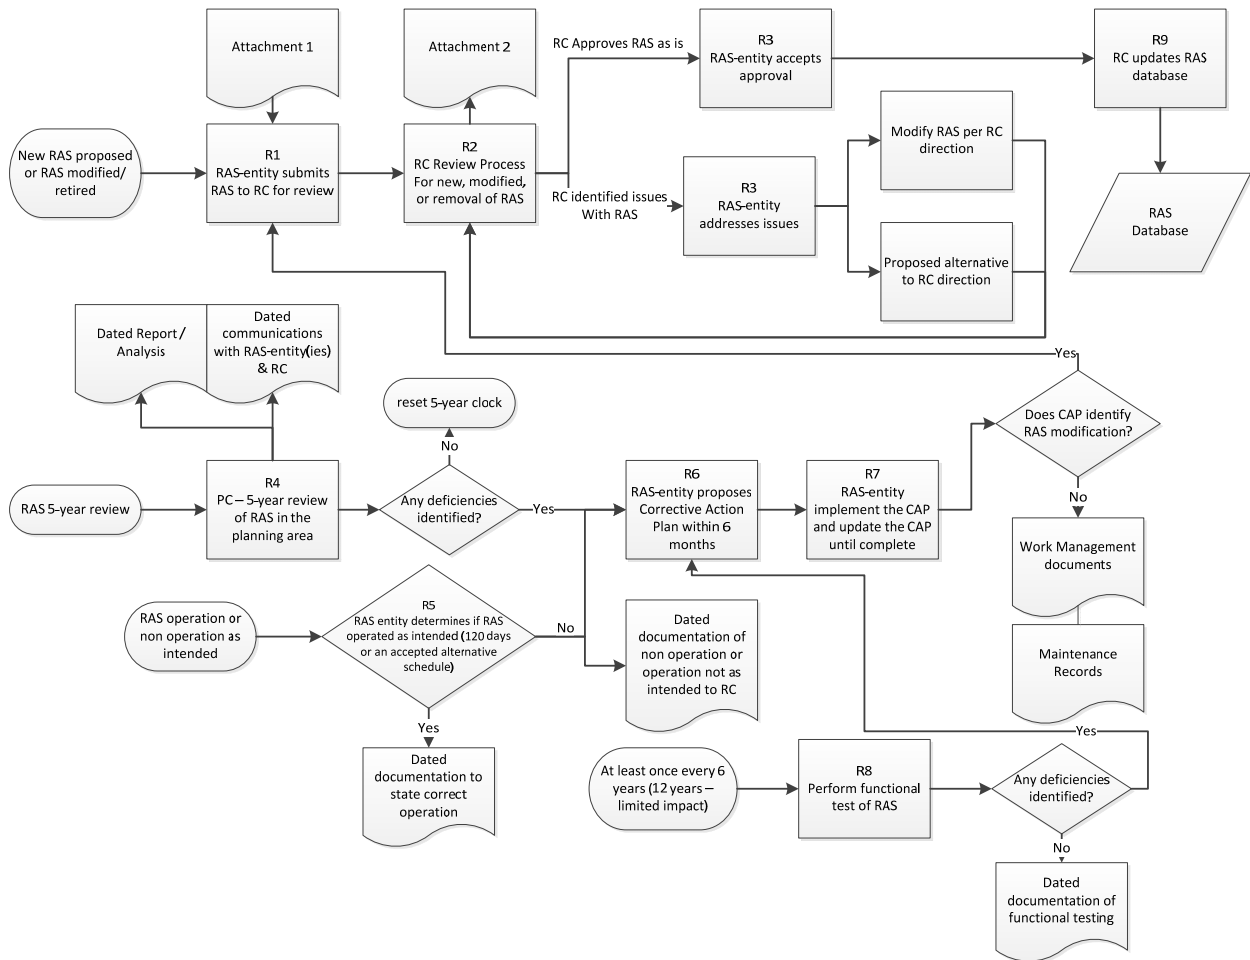 Attachment 1
Attachment 2
RC Approves RAS as is
R3
RAS-entity accepts
approval
R9
RC updates RAS
database
New RAS proposed
or RAS modified/
retired
R1
RAS-entity submits
RAS to RC for review
R2
RC Review Process
For new, modified,
or removal of RAS
RC identified issues
With RAS
R3
RAS-entity
addresses issues
Modify RAS per RC
direction
Proposed alternative
to RC direction
RAS
Database
Dated Report /
Analysis
Dated
communications
with RAS-entity(ies)
& RC
Yes
reset 5-year clock
No
Does CAP identify
RAS modification?
RAS 5-year review
R4
PC – 5-year review
of RAS in the
planning area
Any deficiencies
identified?
Yes
R6
RAS-entity proposes
Corrective Action
Plan within 6
months
R7
RAS-entity
implement the CAP
and update the CAP
until complete
No
Work Management
documents
Maintenance
Records
RAS operation or
non operation as
intended
R5
RAS entity determines if RAS
operated as intended (120 days
or an accepted alternative
schedule)
No
Dated
documentation of
non operation or
operation not as
intended to RC
Yes
Dated
documentation to
state correct
operation
At least once every 6
years (12 years –
limited impact)
R8
Perform functional
test of RAS
Any deficiencies
identified?
Yes
No
Dated
documentation of
functional testing